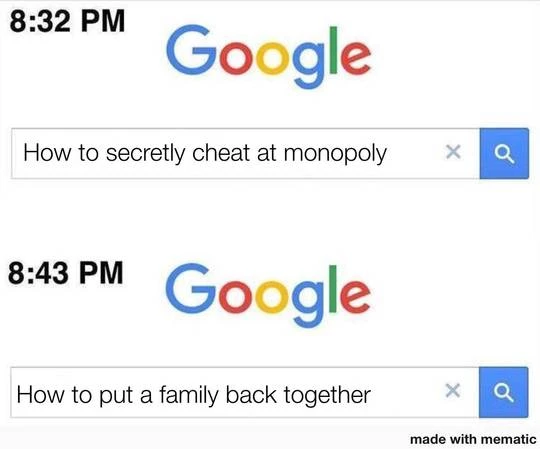 8:32 PM
Google
How to secretly cheat at monopoly
8:43 PM
Google
How to put a family back together
made with mematic